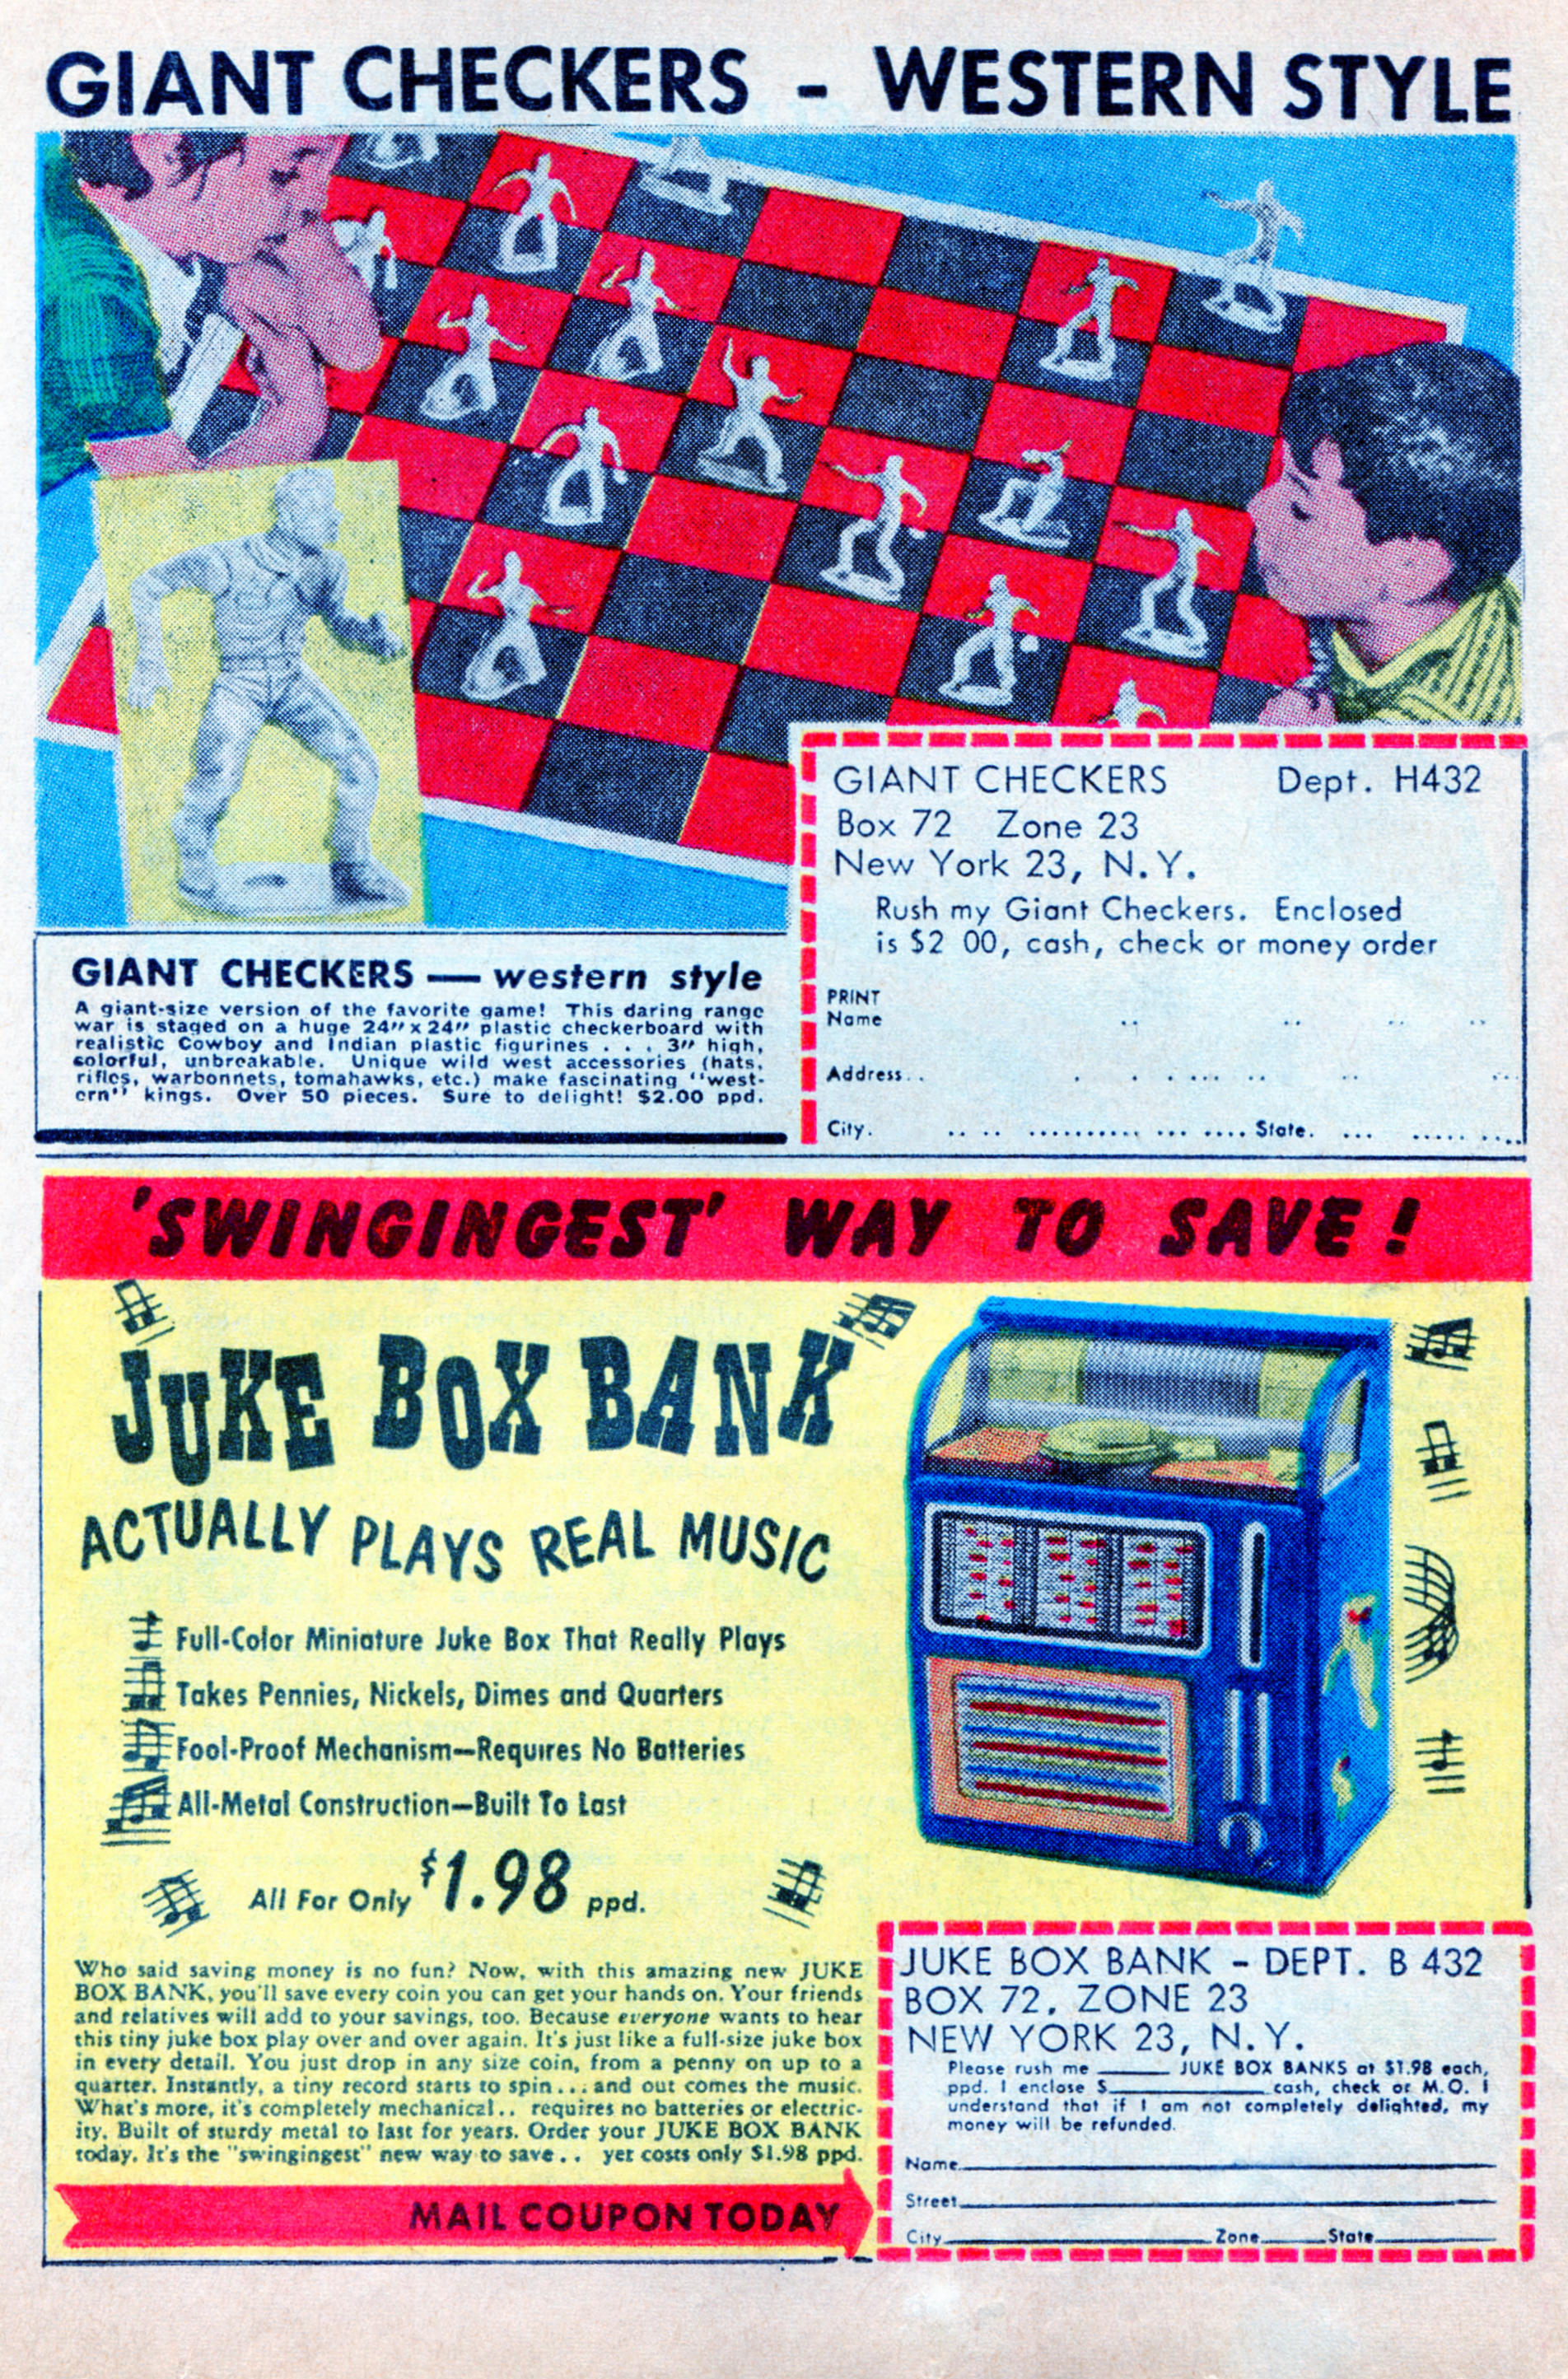 GIANT CHECKERS - WESTERN STYLE
GIANT CHECKERS Dept. H432
Box 72 Zone 23
New York 23, N.Y.
Rush my Giant Checkers. Enclosed
is $2 00, cash, check or money order
PRINT
Name
Address
City. State.
GIANT CHECKERS — western style
A giant-size version of the favorite game! This daring range
war is staged on a huge 24" x 24" plastic checkerboard with
realistic Cowboy and Indian plastic figurines . . . 3" high,
colorful, unbreakable. Unique wild west accessories (hats,
rifles, warbonnets, tomahawks, etc.) make fascinating "west-
ern" kings. Over 50 pieces. Sure to delight! $2.00 ppd.
'SWINGINGEST' WAY TO SAVE!
JUKE BOX BANK
ACTUALLY PLAYS REAL MUSIC
Full-Color Miniature Juke Box That Really Plays
Takes Pennies, Nickels, Dimes and Quarters
Fool-Proof Mechanism—Requires No Batteries
All-Metal Construction—Built To Last
All For Only $1.98 ppd.
Who said saving money is no fun? Now, with this amazing new JUKE
BOX BANK, you'll save every coin you can get your hands on. Your friends
and relatives will add to your savings, too. Because everyone wants to hear
this tiny juke box play over and over again. It's just like a full-size juke box
in every detail. You just drop in any size coin, from a penny on up to a
quarter. Instantly, a tiny record starts to spin... and out comes the music.
What's more, it's completely mechanical.. requires no batteries or electric-
ity. Built of sturdy metal to last for years. Order your JUKE BOX BANK
today. It's the "swingingest" new way to save.. yet costs only $1.98 ppd.
MAIL COUPON TODAY
JUKE BOX BANK - DEPT. B 432
BOX 72, ZONE 23
NEW YORK 23, N.Y.
Please rush me ______ JUKE BOX BANKS at $1.98 each,
ppd. I enclose $______ cash, check or M.O. I
understand that if I am not completely delighted, my
money will be refunded.
Name
Street
City Zone State